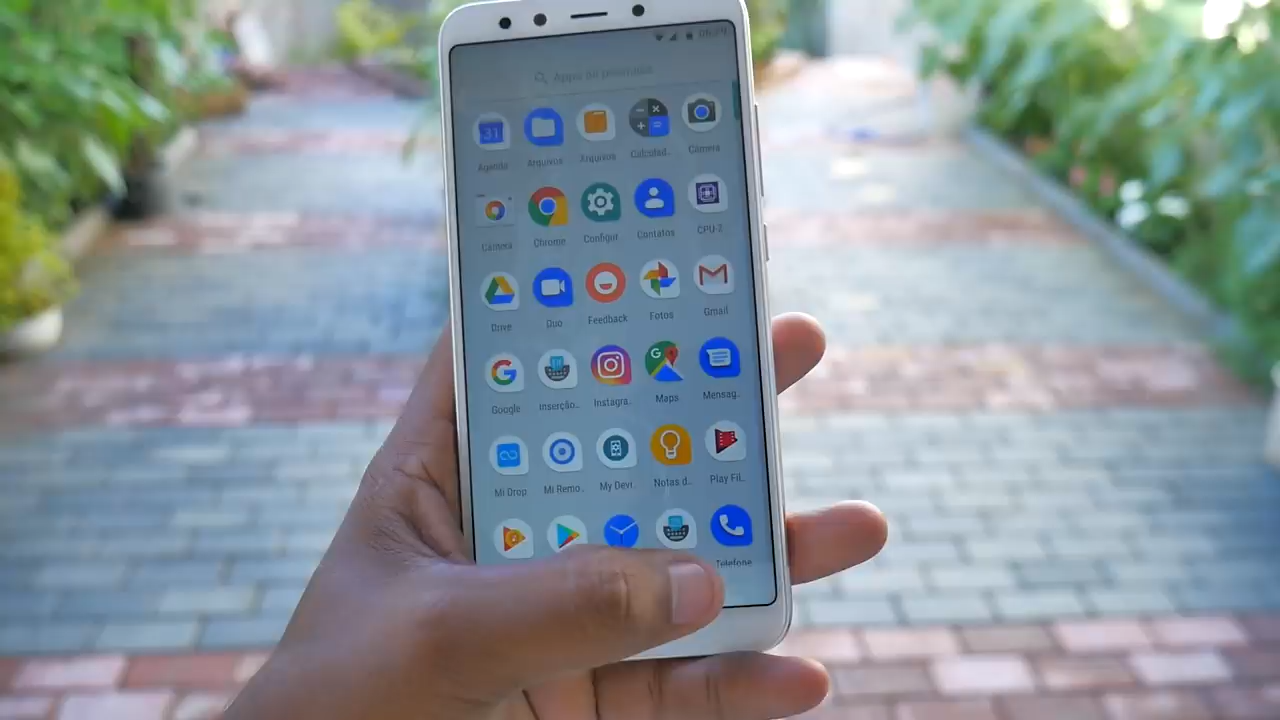 Agenda Arquivos Arquivos Calculad.. Câmera
Câmera Chrome Configur Contatos CPU-Z
Drive Duo Feedback Fotos Gmail
Google Inserção.. Instagra.. Maps Mensag..
Mi Drop Mi Remo.. My Devi.. Notas d.. Play Fil..
Telefone